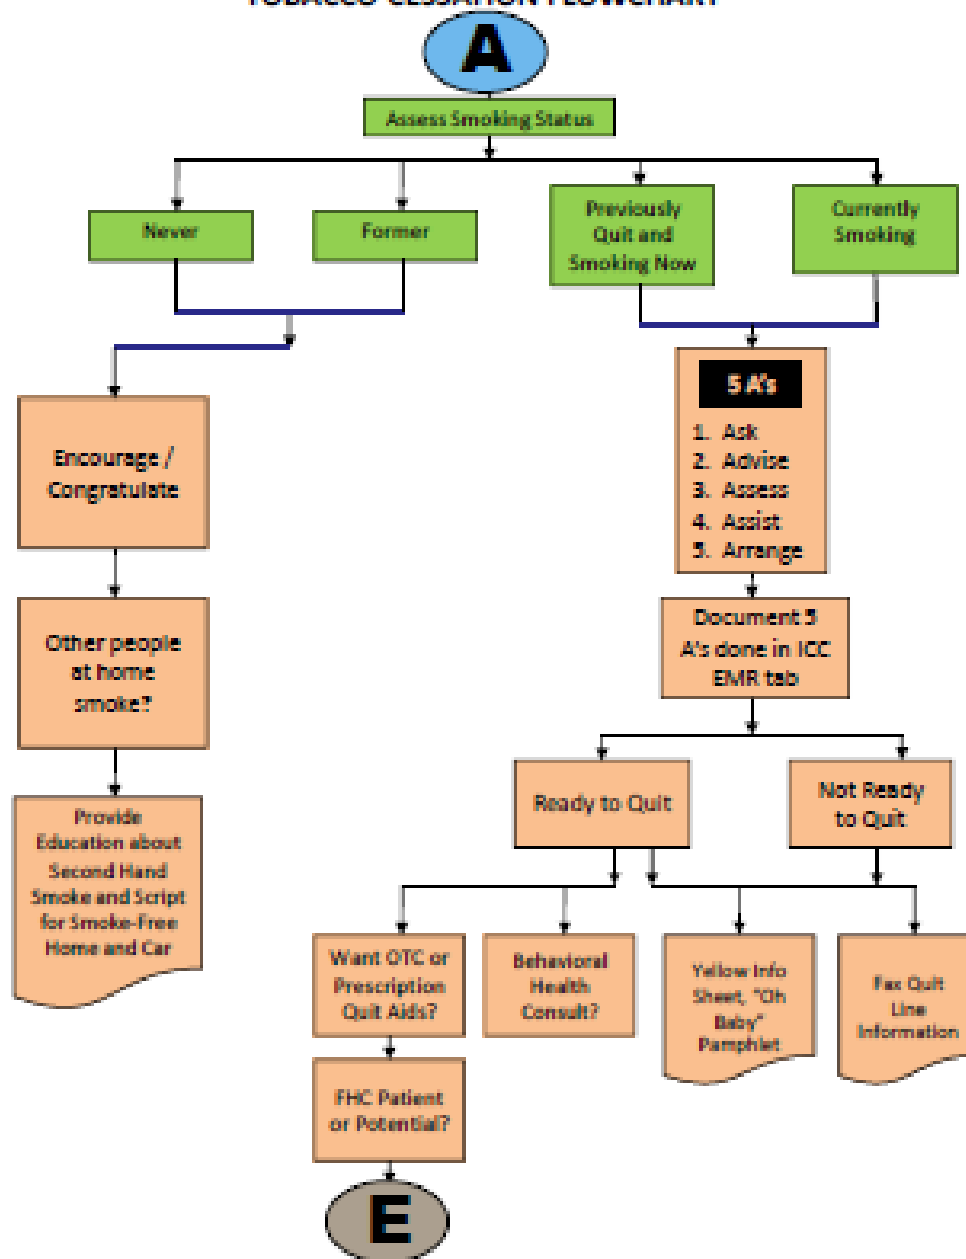 TOBACCO CESSATION FLOWCHART
A
Assess Smoking Status
Never
Former
Previously
Quit and
Smoking Now
Currently
Smoking
5 A's
1. Ask
2. Advise
3. Assess
4. Assist
5. Arrange
Encourage /
Congratulate
Other people
at home
smoke?
Document 5
A's done in ICC
EMR tab
Ready to Quit
Not Ready
to Quit
Provide
Education about
Second Hand
Smoke and Script
for Smoke-Free
Home and Car
Want OTC or
Prescription
Quit Aids?
Behavioral
Health
Consult?
Yellow Info
Sheet, "Oh
Baby"
Pamphlet
Fax Quit
Line
Information
FHC Patient
or Potential?
E